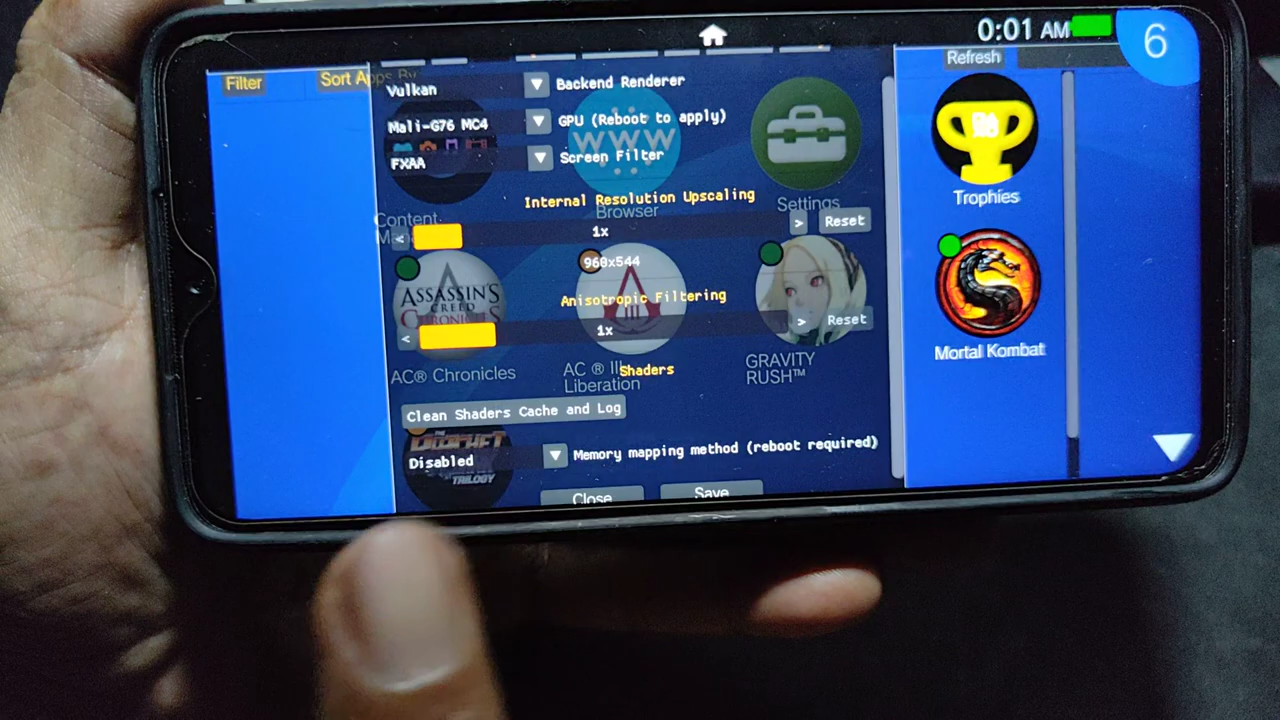 0:01 AM
6
Filter
Sort Apps By
Refresh
Vulkan
Backend Renderer
Mali-G76 MC4
GPU (Reboot to apply)
WWW
FXAA
Screen Filter
Internal Resolution Upscaling
Content
Browser
Settings
Trophies
<
1x
>
Reset
960x544
ASSASSIN'S
CREED
CHRONICLES
Anisotropic Filtering
<
1x
>
Reset
Mortal Kombat
AC® Chronicles
AC ® III
Liberation
GRAVITY
RUSH™
Shaders
Clean Shaders Cache and Log
Disabled
Memory mapping method (reboot required)
TRILOGY
Close
Save